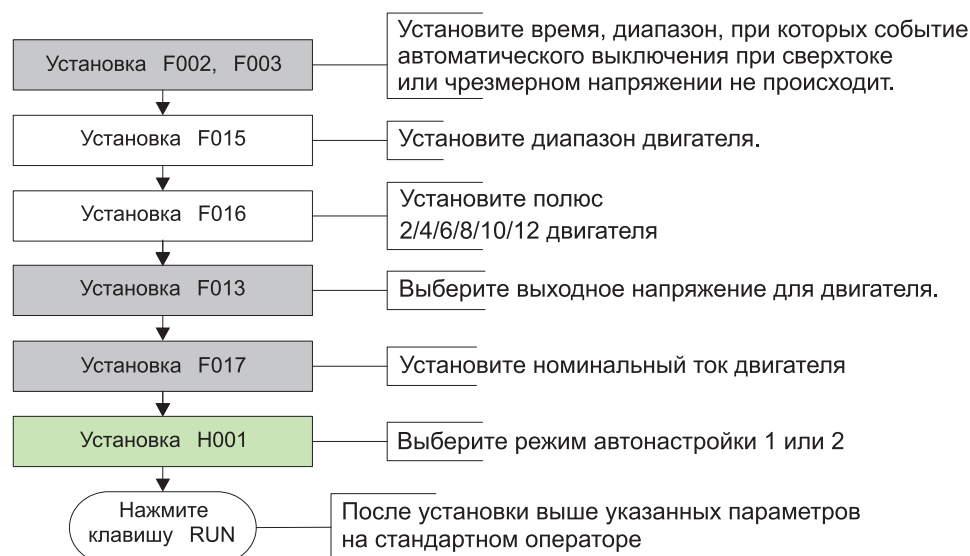 Установка F002, F003
Установите время, диапазон, при которых событие
автоматического выключения при сверхтоке
или чрезмерном напряжении не происходит.
Установка F015
Установите диапазон двигателя.
Установка F016
Установите полюс
2/4/6/8/10/12 двигателя
Установка F013
Выберите выходное напряжение для двигателя.
Установка F017
Установите номинальный ток двигателя
Установка H001
Выберите режим автонастройки 1 или 2
Нажмите
клавишу RUN
После установки выше указанных параметров
на стандартном операторе